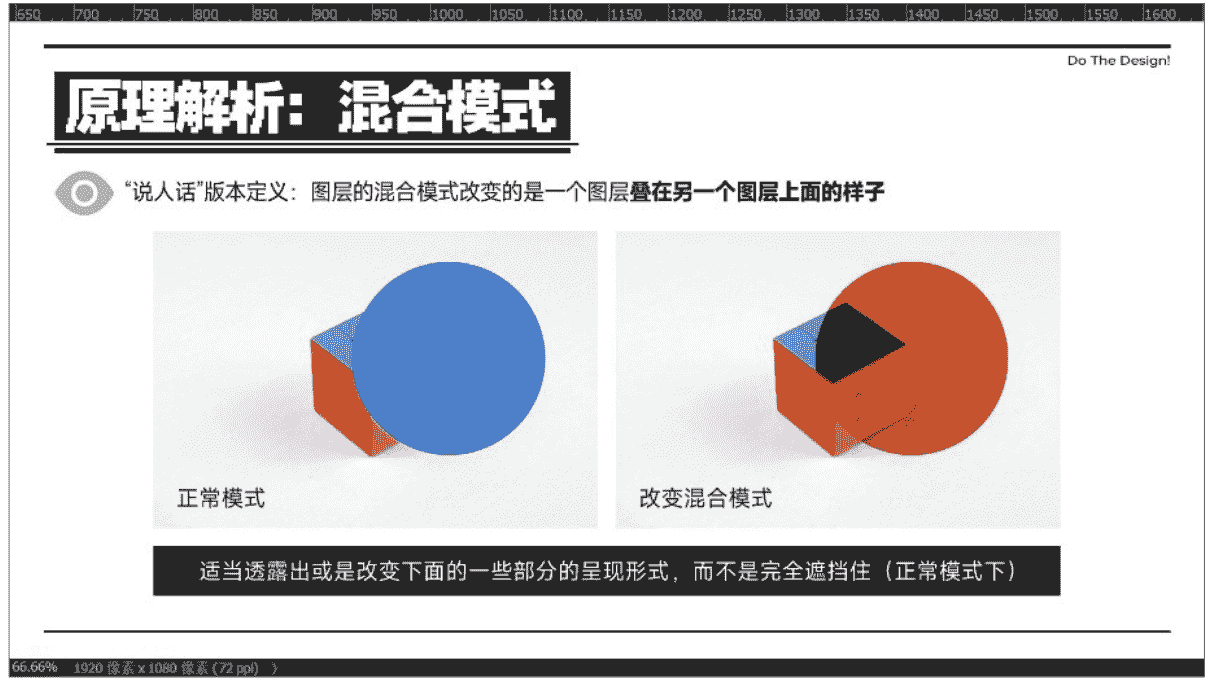 650 700 750 800 850 900 950 1000 1050 1100 1150 1200 1250 1300 1350 1400 1450 1500 1550 1600
Do The Design!
原理解析：混合模式
“说人话”版本定义：图层的混合模式改变的是一个图层叠在另一个图层上面的样子
正常模式
改变混合模式
适当透露出或是改变下面的一些部分的呈现形式，而不是完全遮挡住（正常模式下）
66.66% 1920 像素 x 1080 像素 (72 ppi) 〉